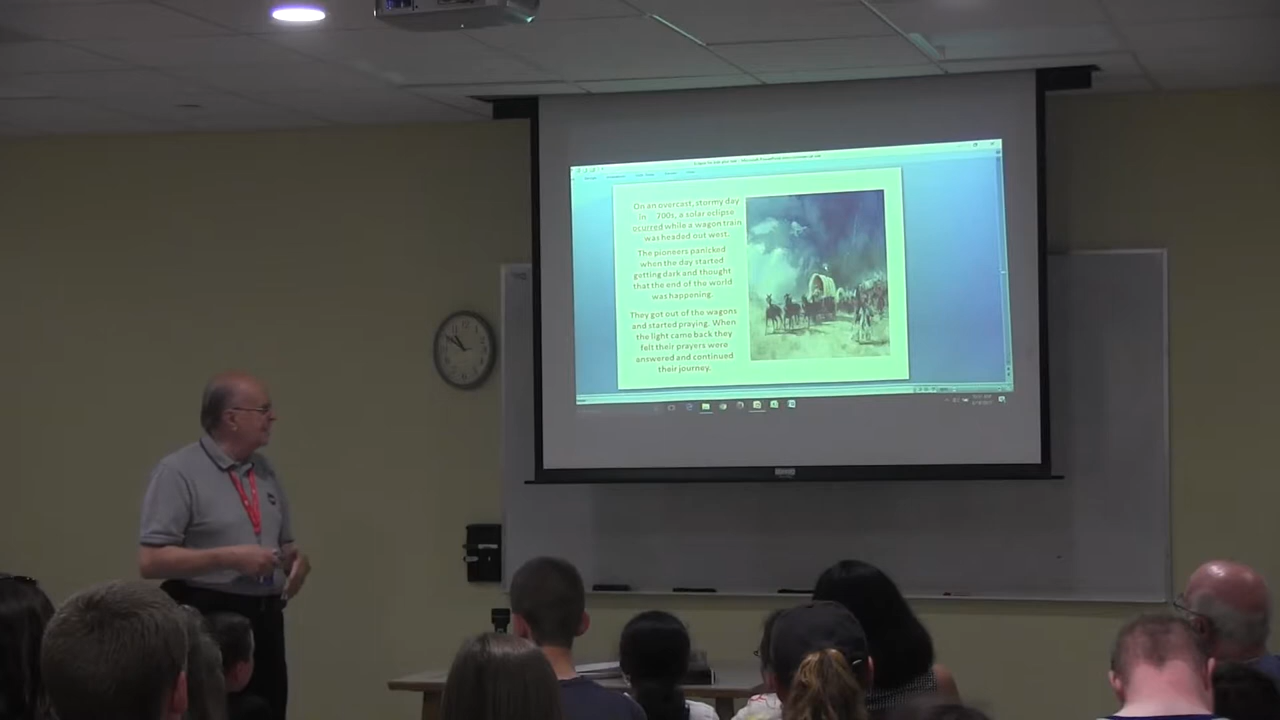 On an overcast, stormy day
in 700s, a solar eclipse
ocurred while a wagon train
was headed out west.
The pioneers panicked
when the day started
getting dark and thought
that the end of the world
was happening.
They got out of the wagons
and started praying. When
the light came back they
felt their prayers were
answered and continued
their journey.